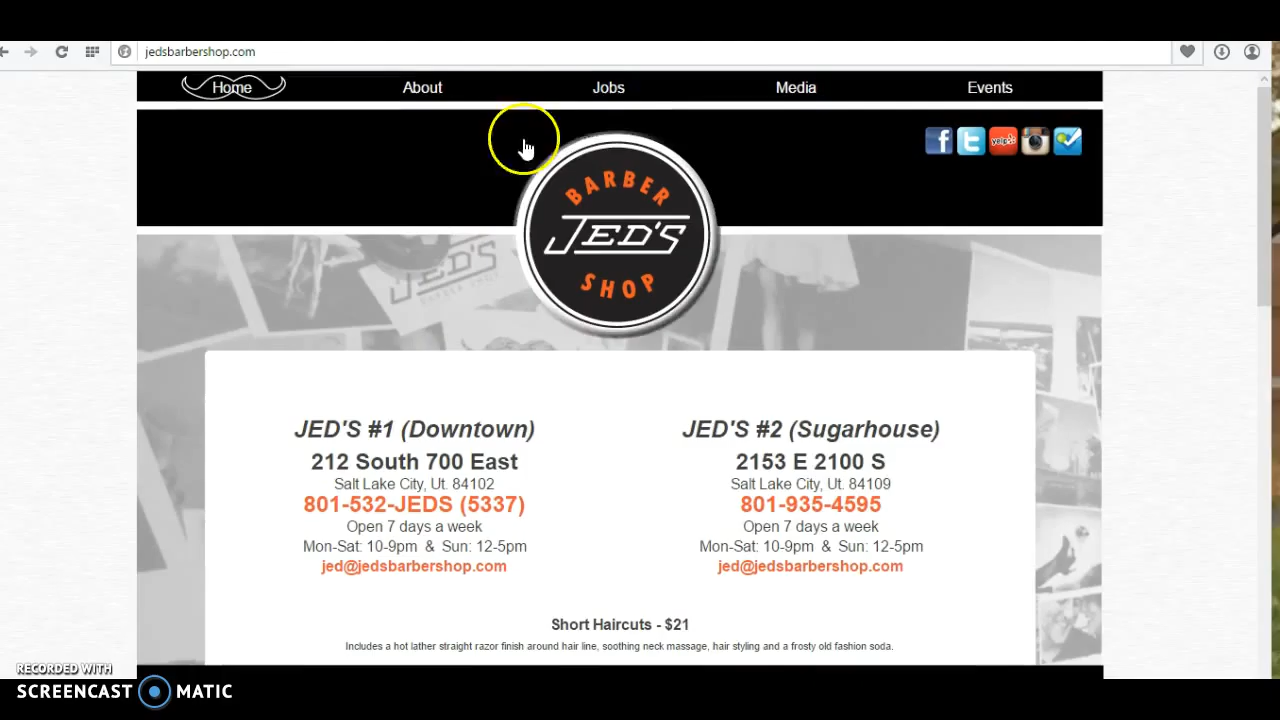 jedsbarbershop.com
Home About Jobs Media Events
f t yelp
BARBER
JED'S
SHOP
JED'S
JED'S #1 (Downtown)
212 South 700 East
Salt Lake City, Ut. 84102
801-532-JEDS (5337)
Open 7 days a week
Mon-Sat: 10-9pm & Sun: 12-5pm
jed@jedsbarbershop.com
JED'S #2 (Sugarhouse)
2153 E 2100 S
Salt Lake City, Ut. 84109
801-935-4595
Open 7 days a week
Mon-Sat: 10-9pm & Sun: 12-5pm
jed@jedsbarbershop.com
Short Haircuts - $21
Includes a hot lather straight razor finish around hair line, soothing neck massage, hair styling and a frosty old fashion soda.
RECORDED WITH
SCREENCAST MATIC